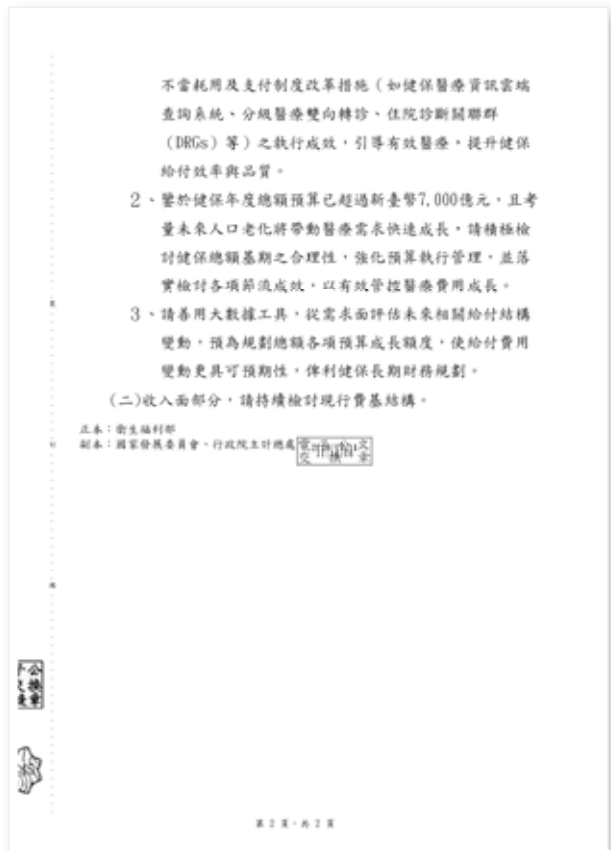 不當耗用及支付制度改革措施(如健保醫療資訊雲端
查詢系統、分級醫療雙向轉診、住院診斷關聯群
(DRGs)等)之執行成效,引導有效醫療,提升健保
給付效率與品質。
2、鑒於健保年度總額預算已超過新臺幣7,000億元,且考
量未來人口老化將帶動醫療需求快速成長,請積極檢
討健保總額基期之合理性,強化預算執行管理,並落
實檢討各項節流成效,以有效管控醫療費用成長。
3、請善用大數據工具,從需求面評估未來相關給付結構
變動,預為規劃總額各項預算成長額度,使給付費用
變動更具可預期性,俾利健保長期財務規劃。
(二)收入面部分,請持續檢討現行費基結構。
正本:衛生福利部
副本:國家發展委員會、行政院主計總處
第 2 頁,共 2 頁